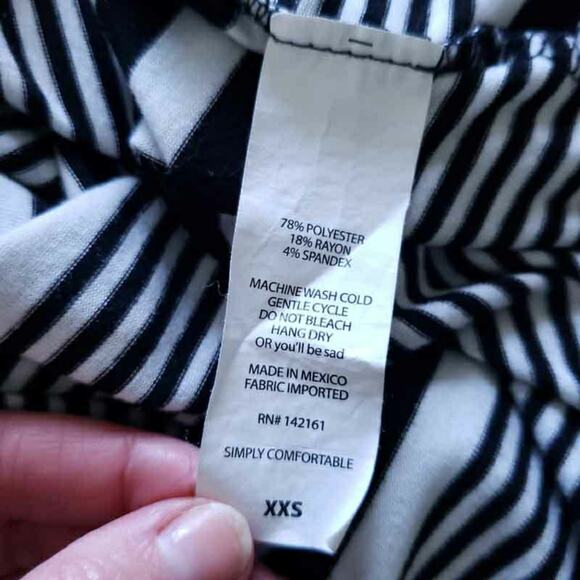 78% POLYESTER
18% RAYON
4% SPANDEX
MACHINE WASH COLD
GENTLE CYCLE
DO NOT BLEACH
HANG DRY
OR you'll be sad
MADE IN MEXICO
FABRIC IMPORTED
RN# 142161
SIMPLY COMFORTABLE
XXS